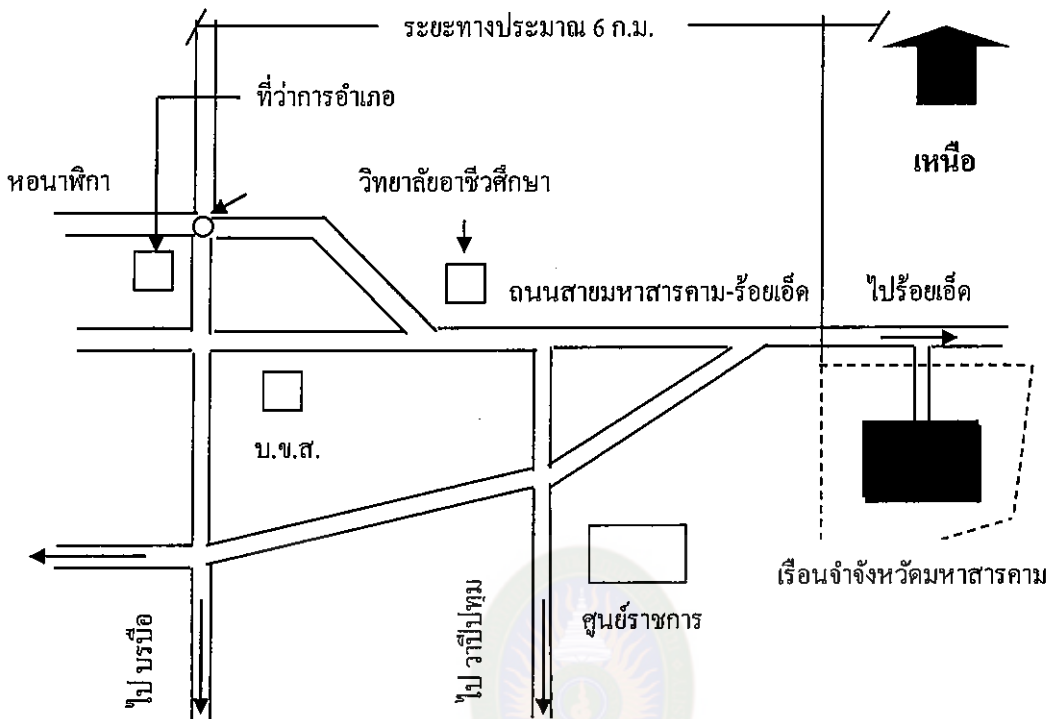 ระยะทางประมาณ 6 ก.ม.
ที่ว่าการอำเภอ
เหนือ
หอนาฬิกา
วิทยาลัยอาชีวศึกษา
ถนนสายมหาสารคาม-ร้อยเอ็ด
ไปร้อยเอ็ด
บ.ข.ส.
เรือนจำจังหวัดมหาสารคาม
ศูนย์ราชการ
ไป บรบือ
ไป วาปีปทุม